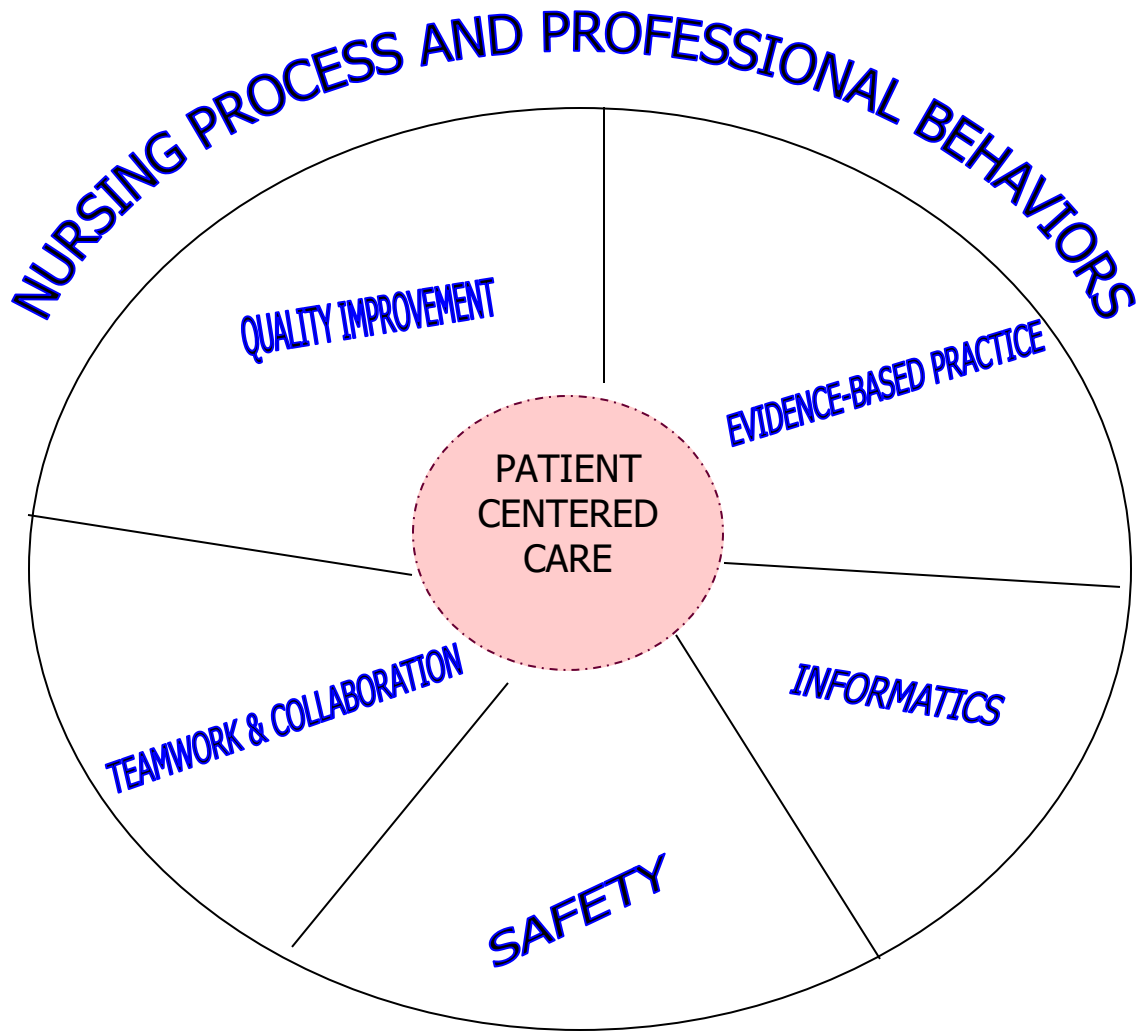 NURSING PROCESS AND PROFESSIONAL BEHAVIORS
QUALITY IMPROVEMENT
EVIDENCE-BASED PRACTICE
PATIENT
CENTERED
CARE
TEAMWORK & COLLABORATION
INFORMATICS
SAFETY